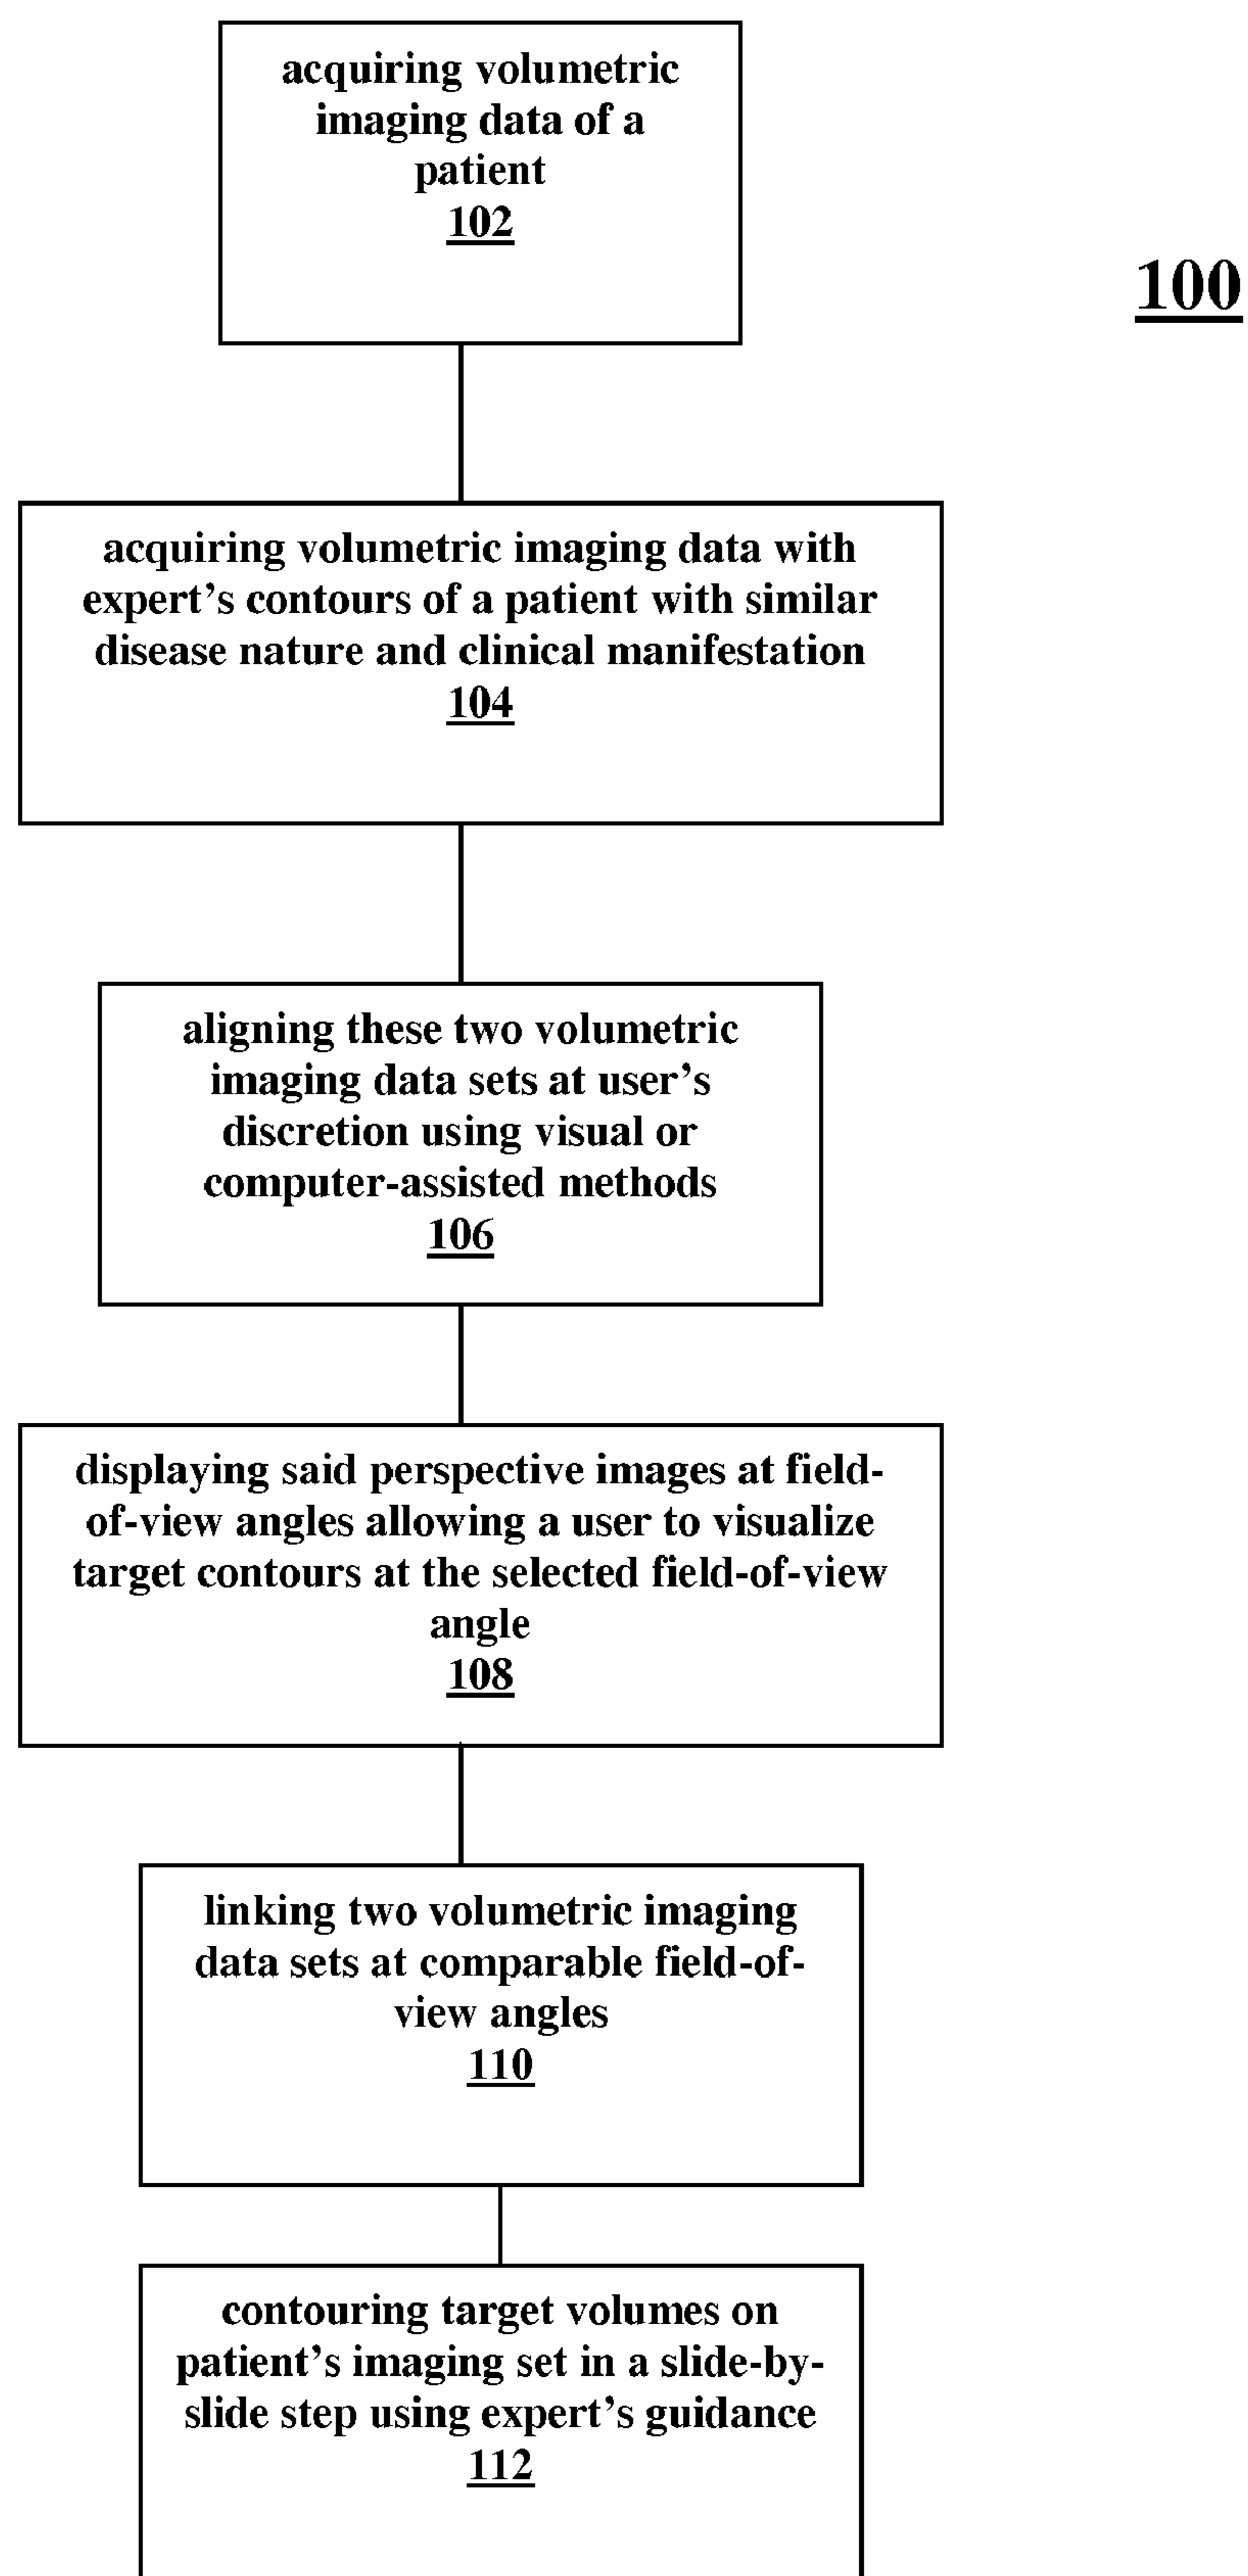 acquiring volumetric
imaging data of a
patient
102
100
acquiring volumetric imaging data with
expert’s contours of a patient with similar
disease nature and clinical manifestation
104
aligning these two volumetric
imaging data sets at user’s
discretion using visual or
computer-assisted methods
106
displaying said perspective images at field-
of-view angles allowing a user to visualize
target contours at the selected field-of-view
angle
108
linking two volumetric imaging
data sets at comparable field-of-
view angles
110
contouring target volumes on
patient’s imaging set in a slide-by-
slide step using expert’s guidance
112